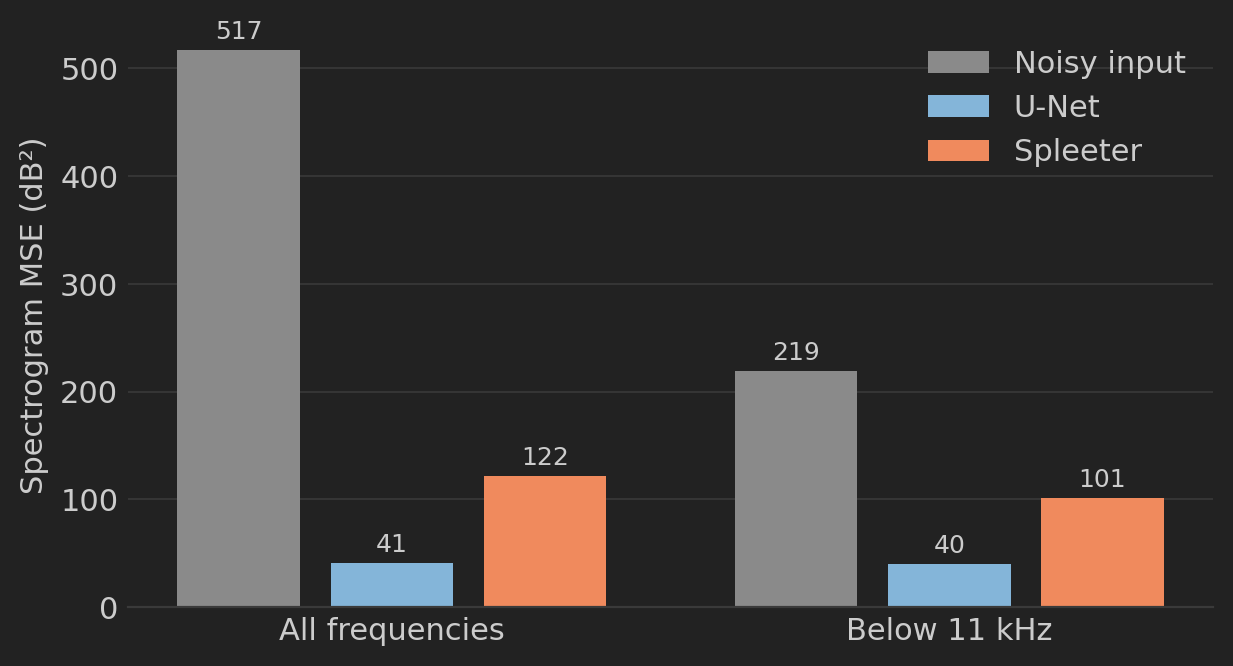 517
500
400
300
200
100
0
Spectrogram MSE (dB²)
Noisy input
U-Net
Spleeter
41
122
219
40
101
All frequencies
Below 11 kHz